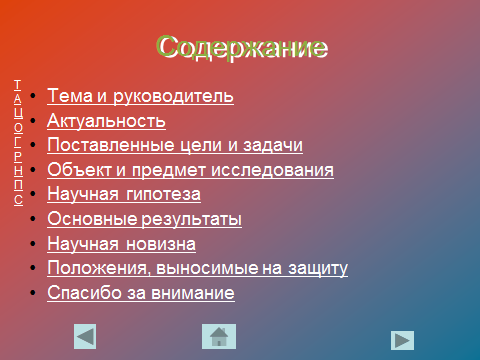 Содержание
Т
А
Ц
О
Г
Р
Н
П
С
Тема и руководитель
Актуальность
Поставленные цели и задачи
Объект и предмет исследования
Научная гипотеза
Основные результаты
Научная новизна
Положения, выносимые на защиту
Спасибо за внимание